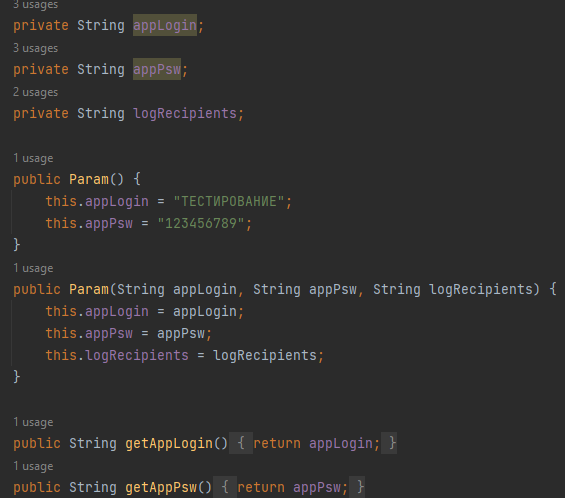 3 usages
private String appLogin;
3 usages
private String appPsw;
2 usages
private String logRecipients;
1 usage
public Param() {
this.appLogin = "ТЕСТИРОВАНИЕ";
this.appPsw = "123456789";
}
1 usage
public Param(String appLogin, String appPsw, String logRecipients) {
this.appLogin = appLogin;
this.appPsw = appPsw;
this.logRecipients = logRecipients;
}
1 usage
public String getAppLogin() { return appLogin; }
1 usage
public String getAppPsw() { return appPsw; }